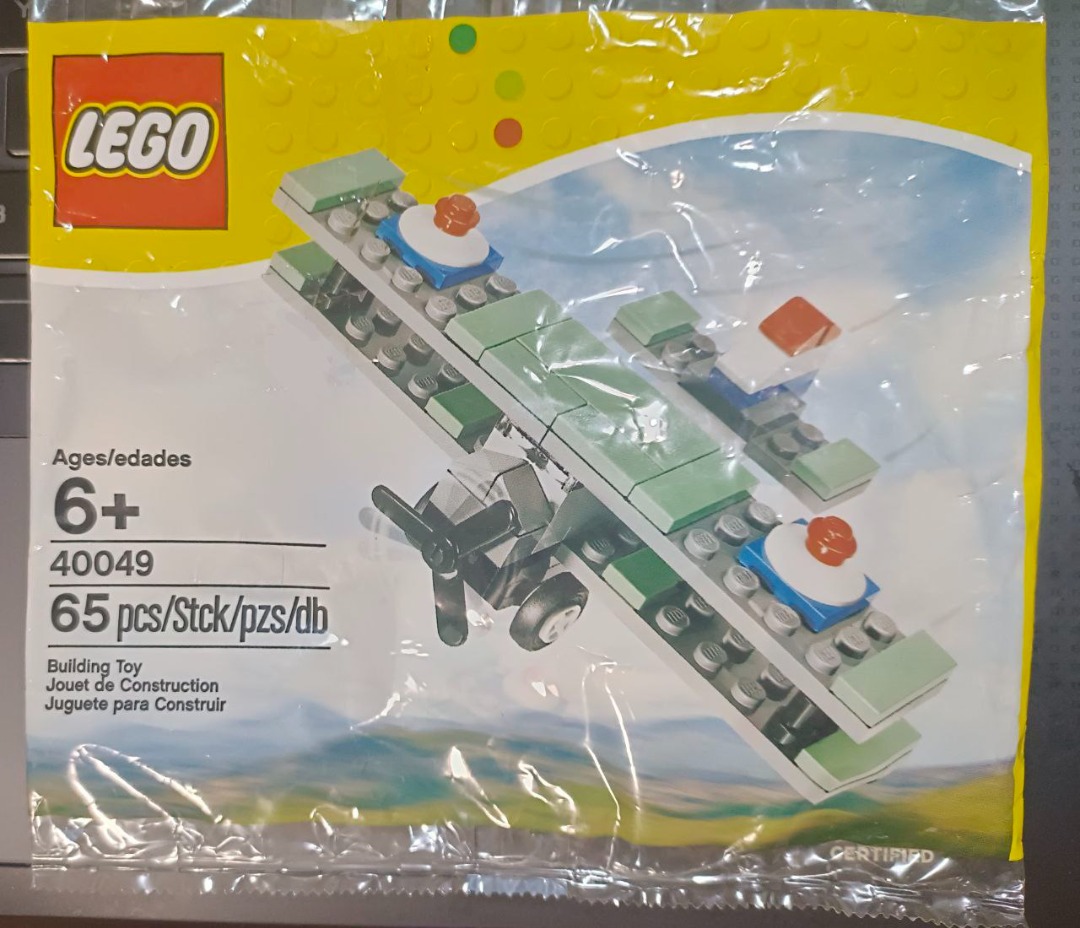 LEGO
Ages/edades
6+
40049
65 pcs/Stck/pzs/db
Building Toy
Jouet de Construction
Juguete para Construir
CERTIFIED